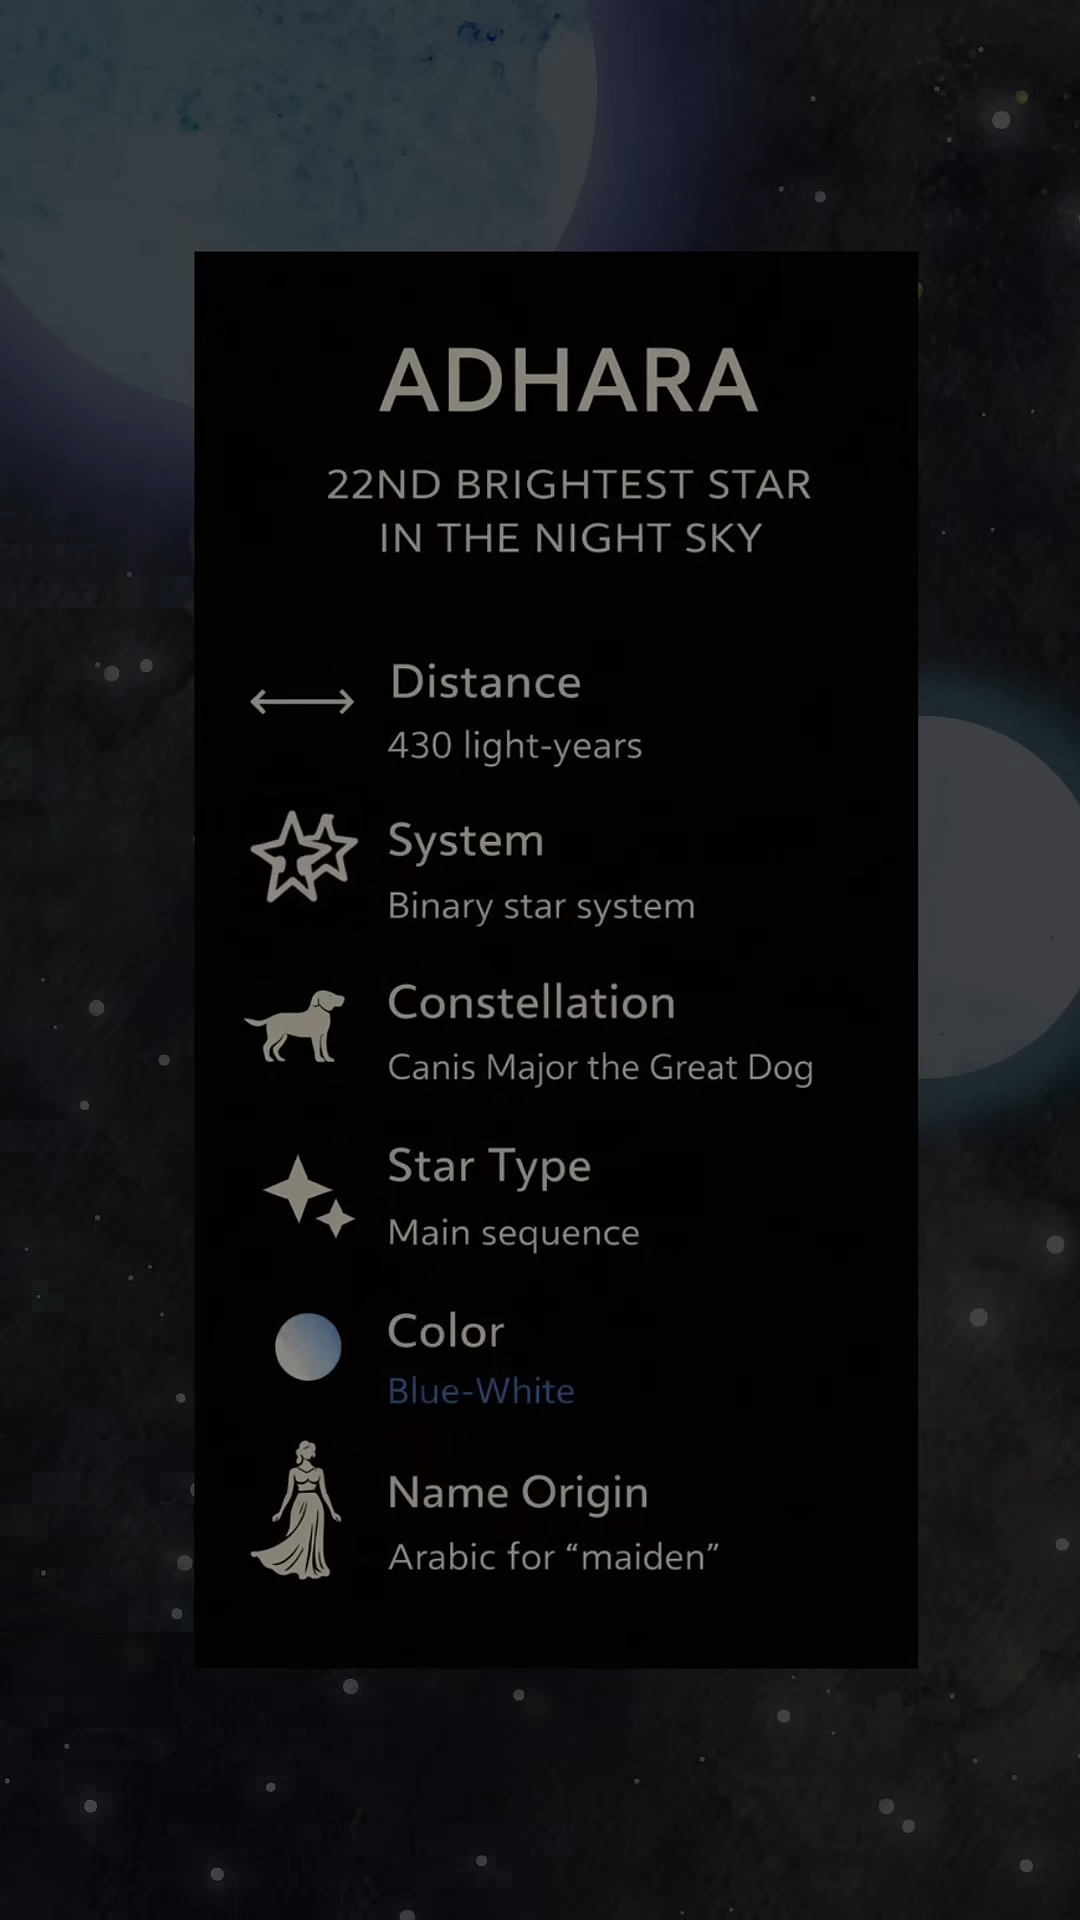 ADHARA
22ND BRIGHTEST STAR
IN THE NIGHT SKY
Distance
430 light-years
System
Binary star system
Constellation
Canis Major the Great Dog
Star Type
Main sequence
Color
Blue-White
Name Origin
Arabic for “maiden”